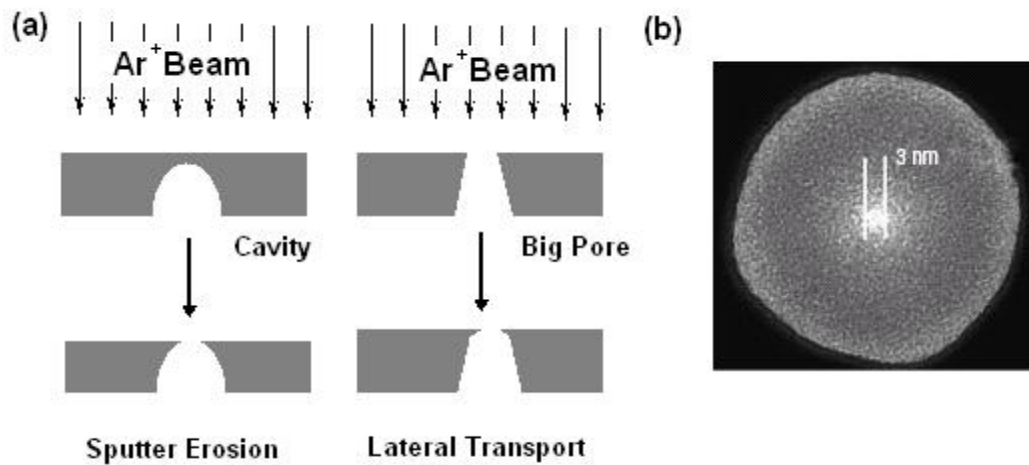 (a)
Ar+ Beam
Ar+ Beam
(b)
3 nm
Cavity
Big Pore
Sputter Erosion
Lateral Transport